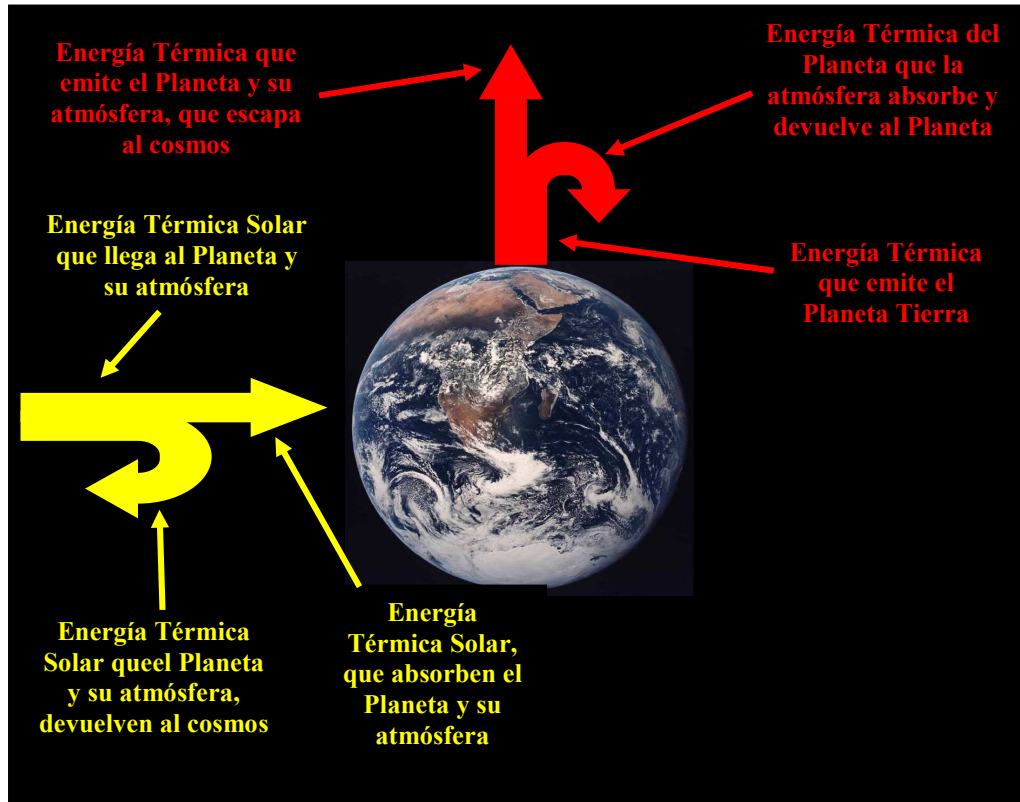 Energía Térmica que
emite el Planeta y su
atmósfera, que escapa
al cosmos
Energía Térmica del
Planeta que la
atmósfera absorbe y
devuelve al Planeta
Energía Térmica Solar
que llega al Planeta y
su atmósfera
Energía Térmica
que emite el
Planeta Tierra
Energía Térmica
Solar queel Planeta
y su atmósfera,
devuelven al cosmos
Energía
Térmica Solar,
que absorben el
Planeta y su
atmósfera